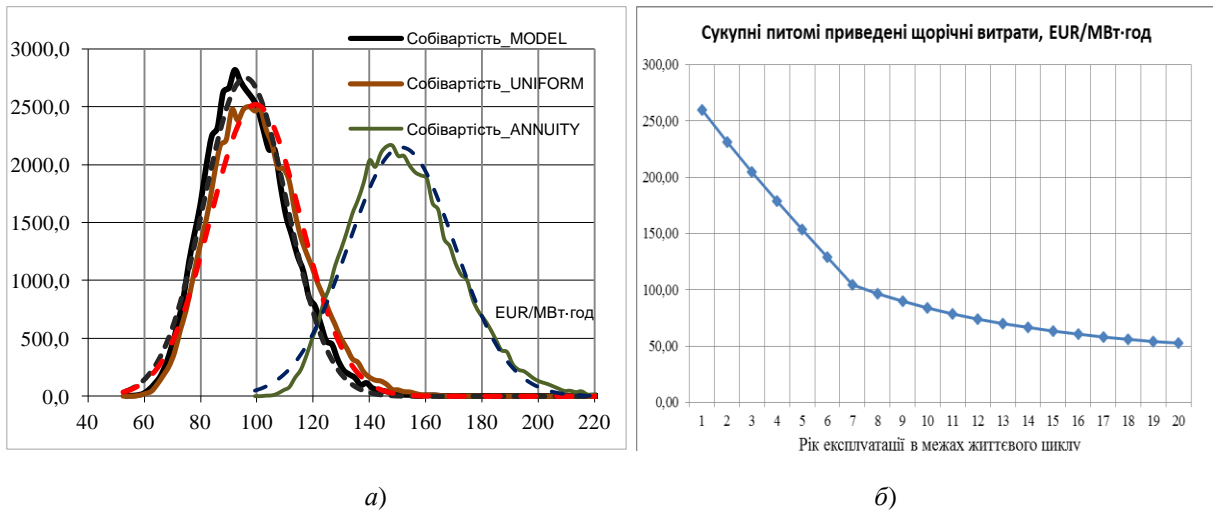 3000,0
2500,0
2000,0
1500,0
1000,0
500,0
0,0
40 60 80 100 120 140 160 180 200 220
Собівартість_MODEL
Собівартість_UNIFORM
Собівартість_ANNUITY
EUR/МВт·год
а)
Сукупні питомі приведені щорічні витрати, EUR/МВт·год
300,00
250,00
200,00
150,00
100,00
50,00
0,00
1 2 3 4 5 6 7 8 9 10 11 12 13 14 15 16 17 18 19 20
Рік експлуатації в межах життєвого циклу
б)